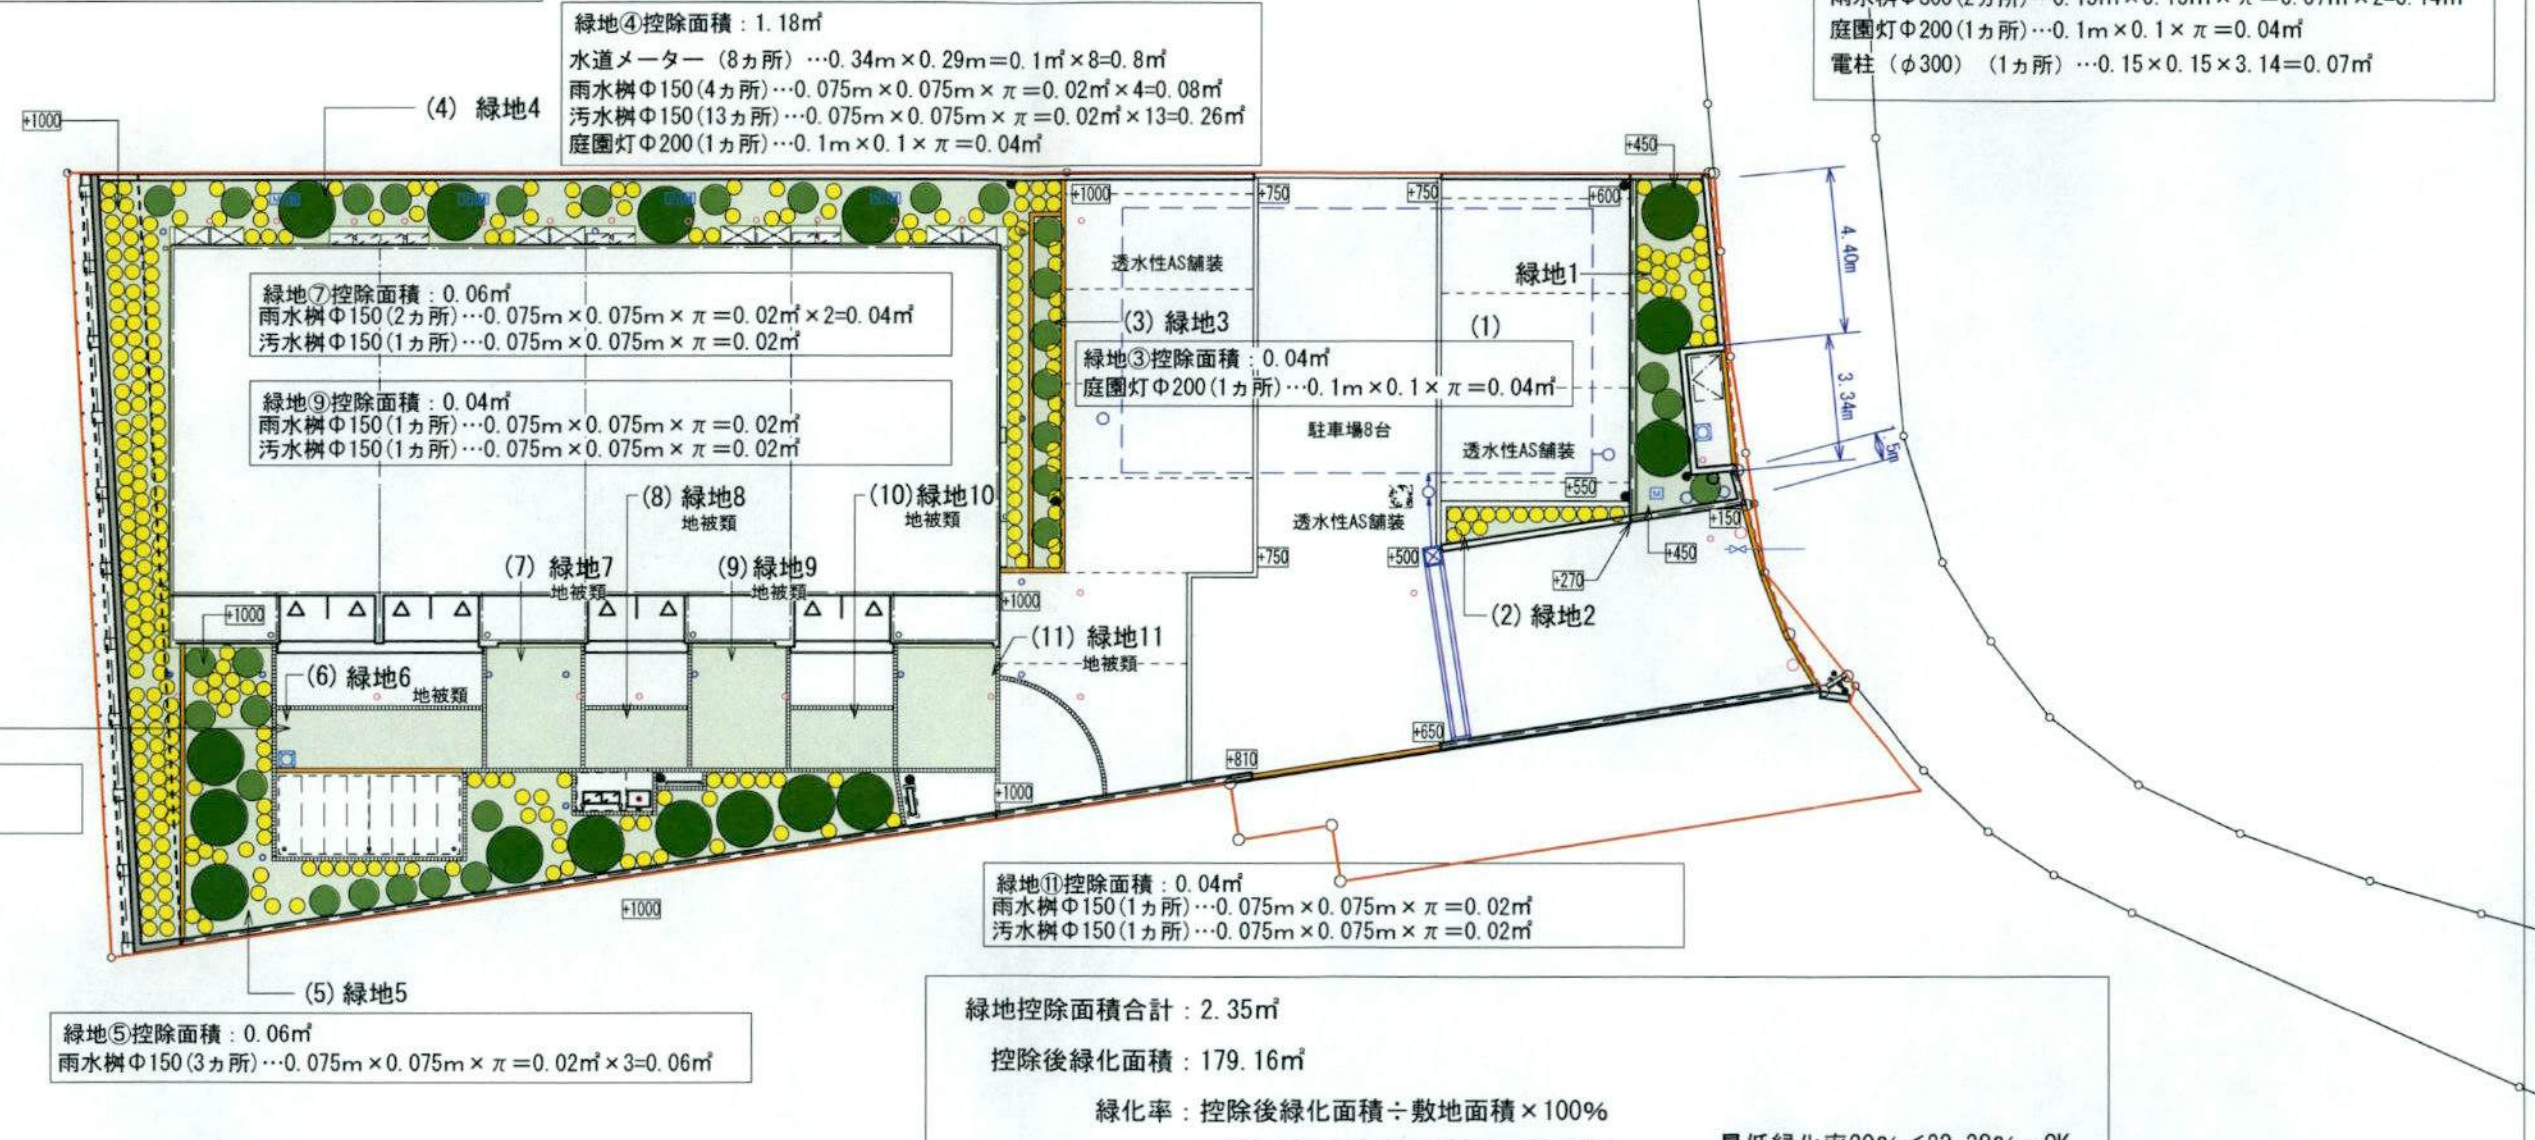 緑地④控除面積：1.18㎡
水道メーター（8ヵ所）…0.34m×0.29m＝0.1㎡×8=0.8㎡
雨水桝Φ150(4ヵ所)…0.075m×0.075m×π＝0.02㎡×4=0.08㎡
汚水桝Φ150(13ヵ所)…0.075m×0.075m×π＝0.02㎡×13=0.26㎡
庭園灯Φ200(1ヵ所)…0.1m×0.1×π＝0.04㎡
庭園灯Φ200(1ヵ所)…0.1m×0.1×π＝0.04㎡
電柱（φ300）（1ヵ所）…0.15×0.15×3.14=0.07㎡
(4) 緑地4
+1000
+450
+1000
+750
+750
+600
4.40m
透水性AS舗装
緑地1
緑地⑦控除面積：0.06㎡
雨水桝Φ150(2ヵ所)…0.075m×0.075m×π＝0.02㎡×2=0.04㎡
汚水桝Φ150(1ヵ所)…0.075m×0.075m×π＝0.02㎡
(3) 緑地3
(1)
緑地③控除面積：0.04㎡
庭園灯Φ200(1ヵ所)…0.1m×0.1×π＝0.04㎡
3.34m
緑地⑨控除面積：0.04㎡
雨水桝Φ150(1ヵ所)…0.075m×0.075m×π＝0.02㎡
汚水桝Φ150(1ヵ所)…0.075m×0.075m×π＝0.02㎡
駐車場8台
透水性AS舗装
+550
(8) 緑地8
地被類
(10)緑地10
地被類
透水性AS舗装
+150
+750
+500
+450
+270
(7) 緑地7
地被類
(9) 緑地9
地被類
+1000
+1000
(2) 緑地2
(11) 緑地11
地被類
(6) 緑地6
地被類
+650
+810
+1000
+1000
緑地⑪控除面積：0.04㎡
雨水桝Φ150(1ヵ所)…0.075m×0.075m×π＝0.02㎡
汚水桝Φ150(1ヵ所)…0.075m×0.075m×π＝0.02㎡
(5) 緑地5
緑地⑤控除面積：0.06㎡
雨水桝Φ150(3ヵ所)…0.075m×0.075m×π＝0.02㎡×3=0.06㎡
緑地控除面積合計：2.35㎡
控除後緑化面積：179.16㎡
緑化率：控除後緑化面積÷敷地面積×100%